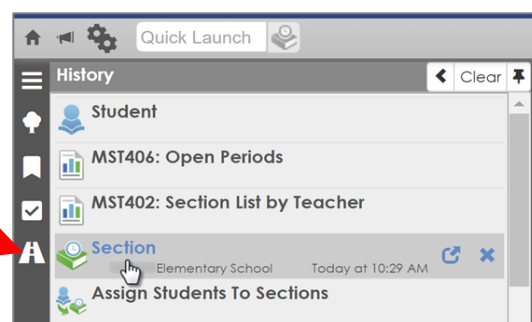 Quick Launch
History
Clear
Student
MST406: Open Periods
MST402: Section List by Teacher
Section
Elementary School Today at 10:29 AM
Assign Students To Sections